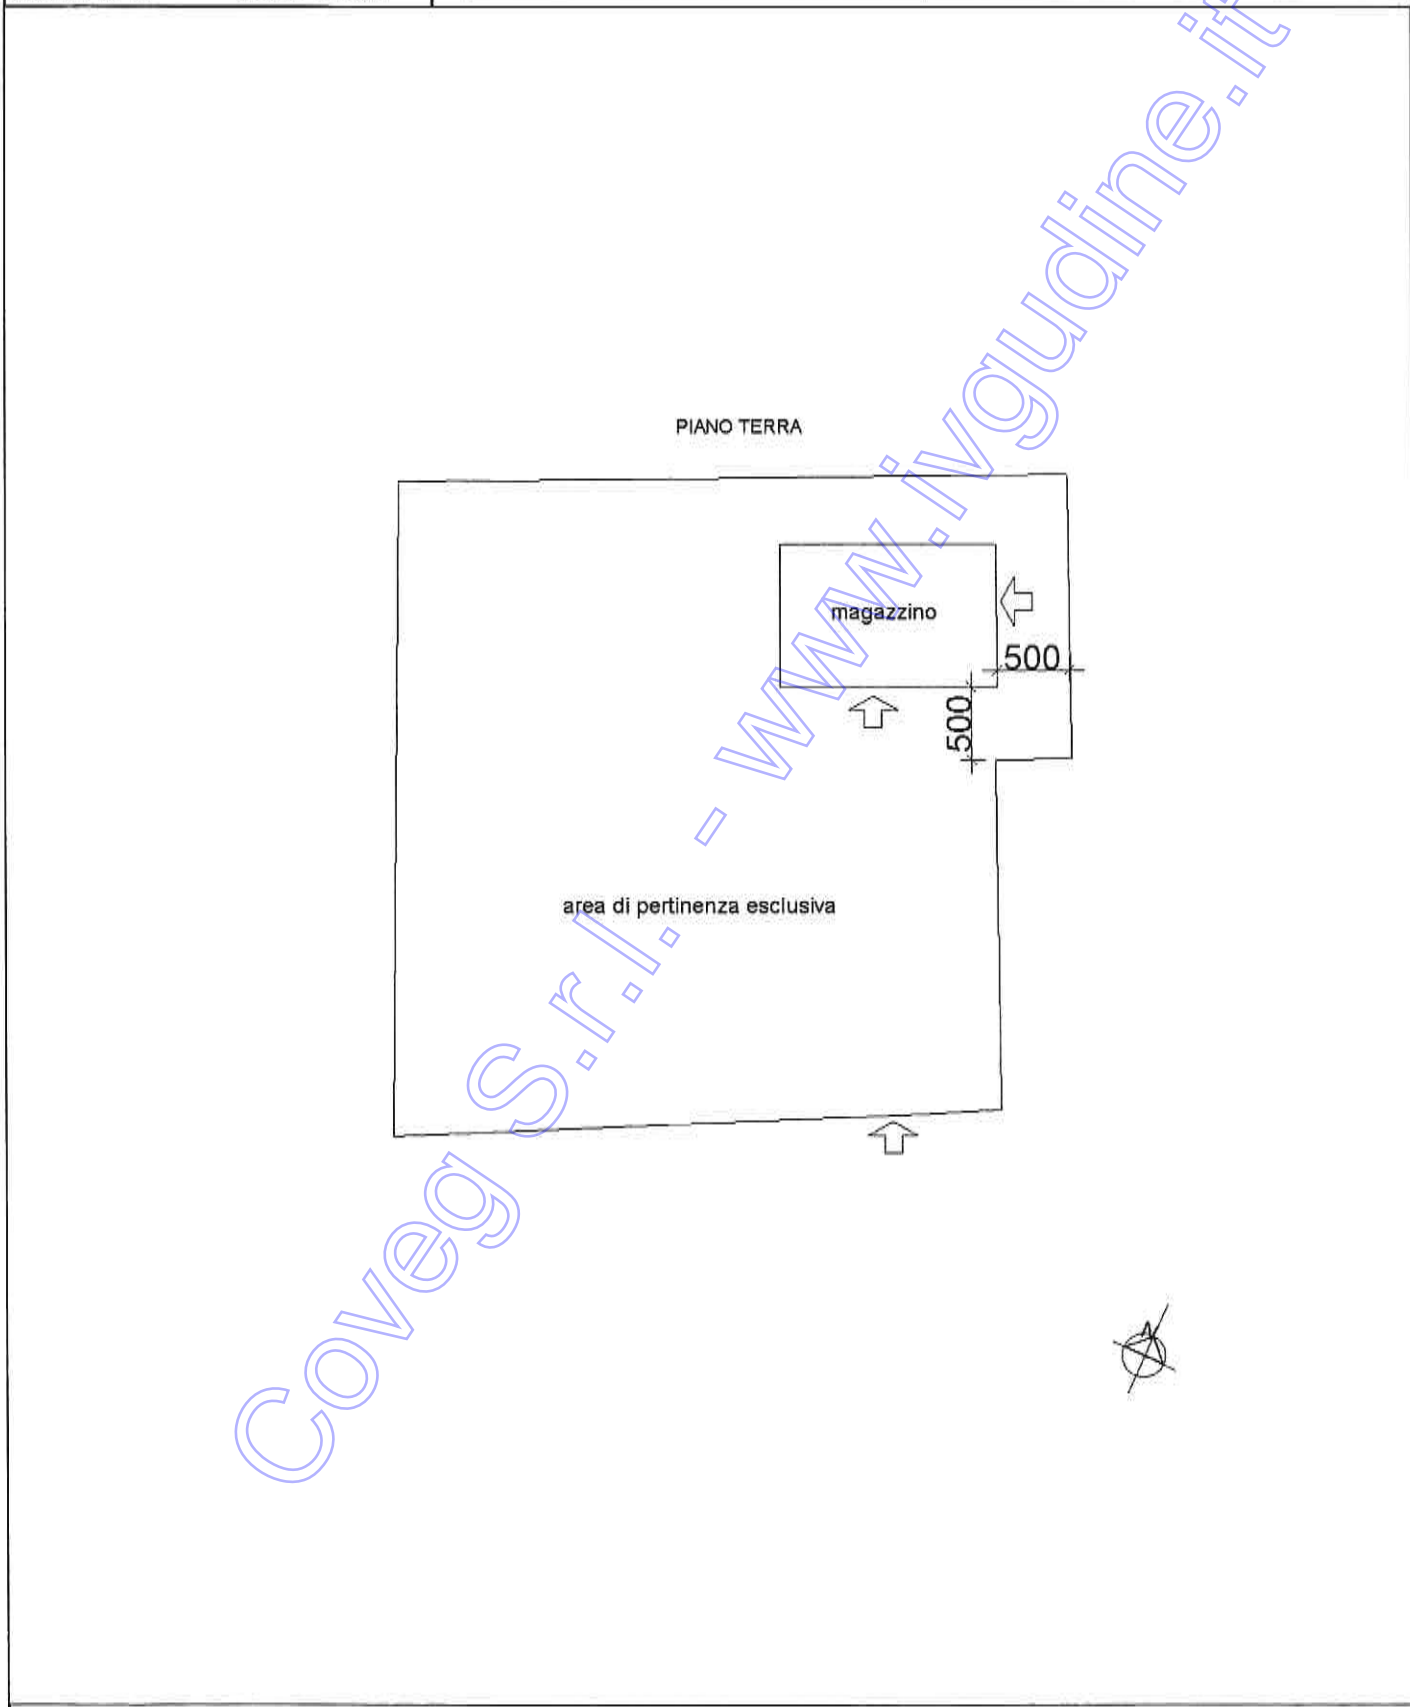 PIANO TERRA
magazzino
500
500
area di pertinenza esclusiva
Coveg S.r.l. - www.ivgudine.it